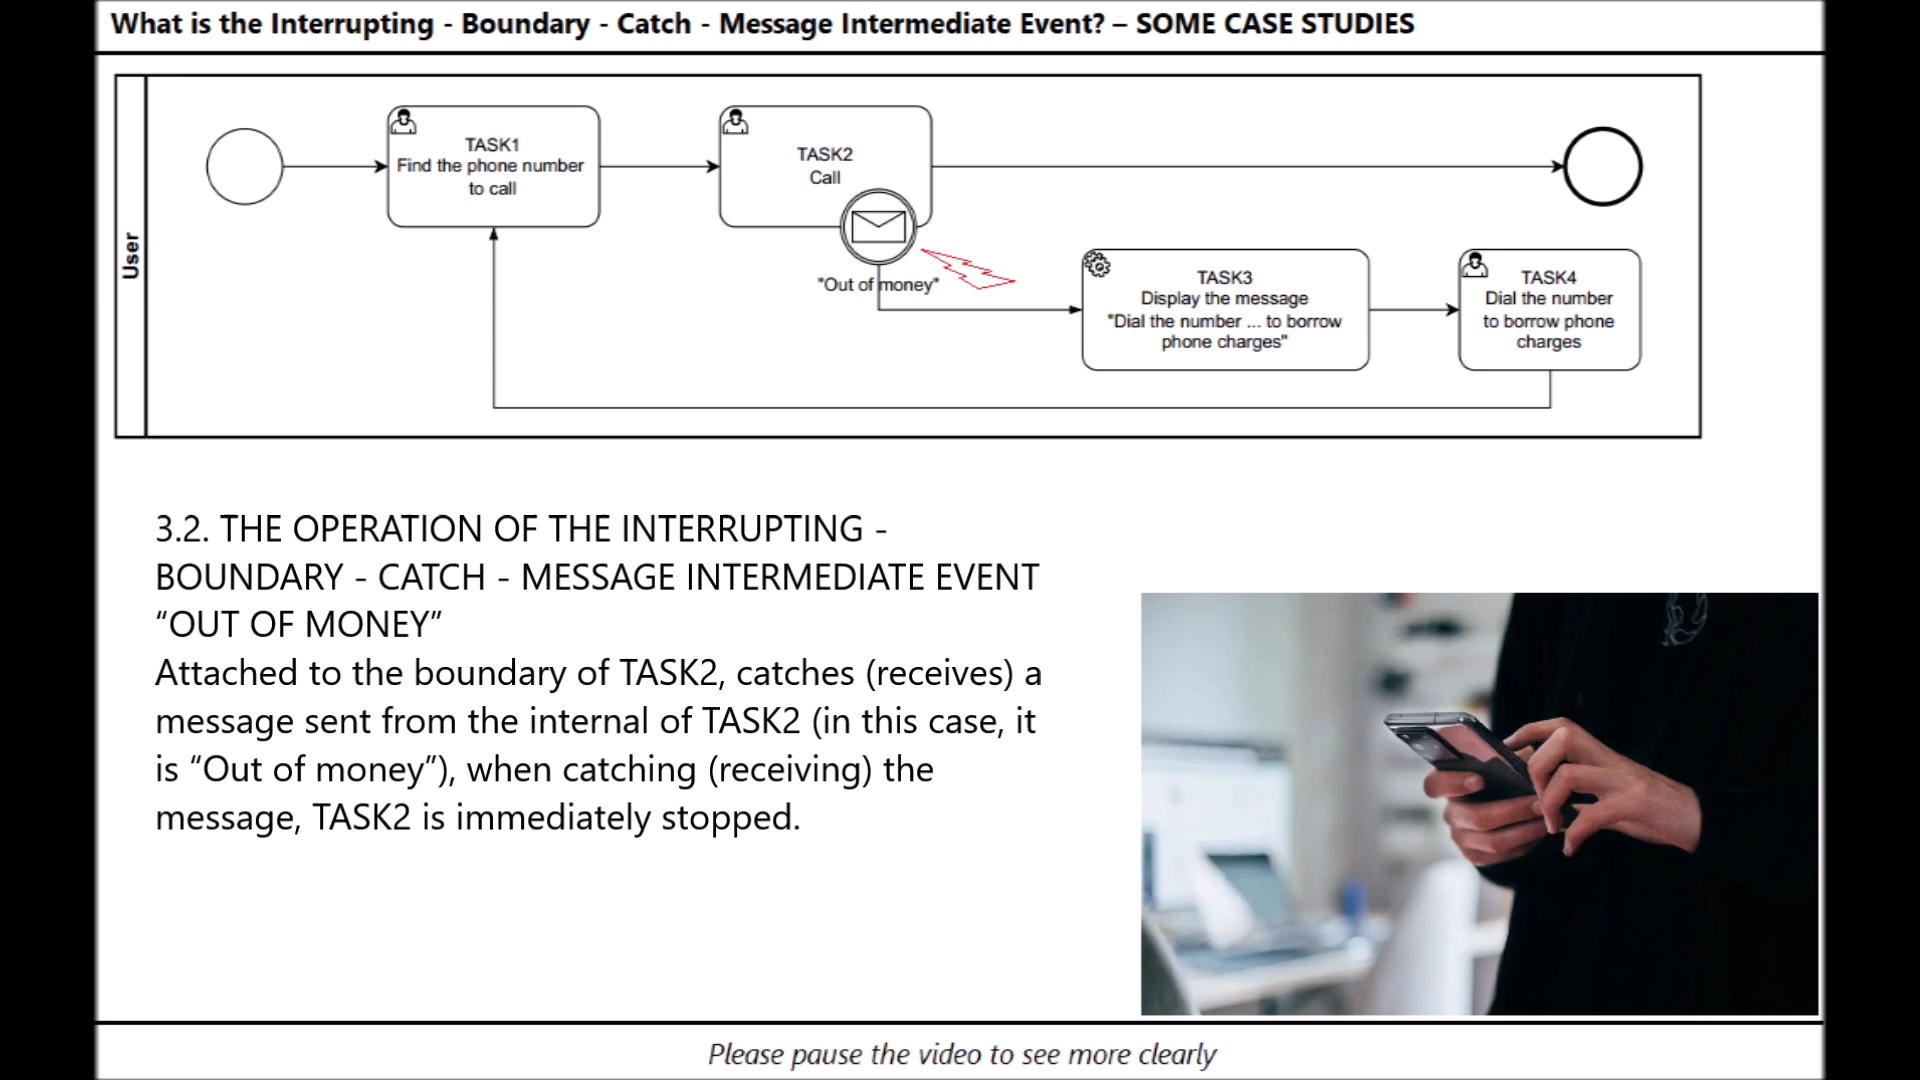 What is the Interrupting - Boundary - Catch - Message Intermediate Event? – SOME CASE STUDIES
User
TASK1
Find the phone number
to call
TASK2
Call
"Out of money"
TASK3
Display the message
"Dial the number ... to borrow
phone charges"
TASK4
Dial the number
to borrow phone
charges
3.2. THE OPERATION OF THE INTERRUPTING -
BOUNDARY - CATCH - MESSAGE INTERMEDIATE EVENT
“OUT OF MONEY”
Attached to the boundary of TASK2, catches (receives) a
message sent from the internal of TASK2 (in this case, it
is “Out of money”), when catching (receiving) the
message, TASK2 is immediately stopped.
Please pause the video to see more clearly